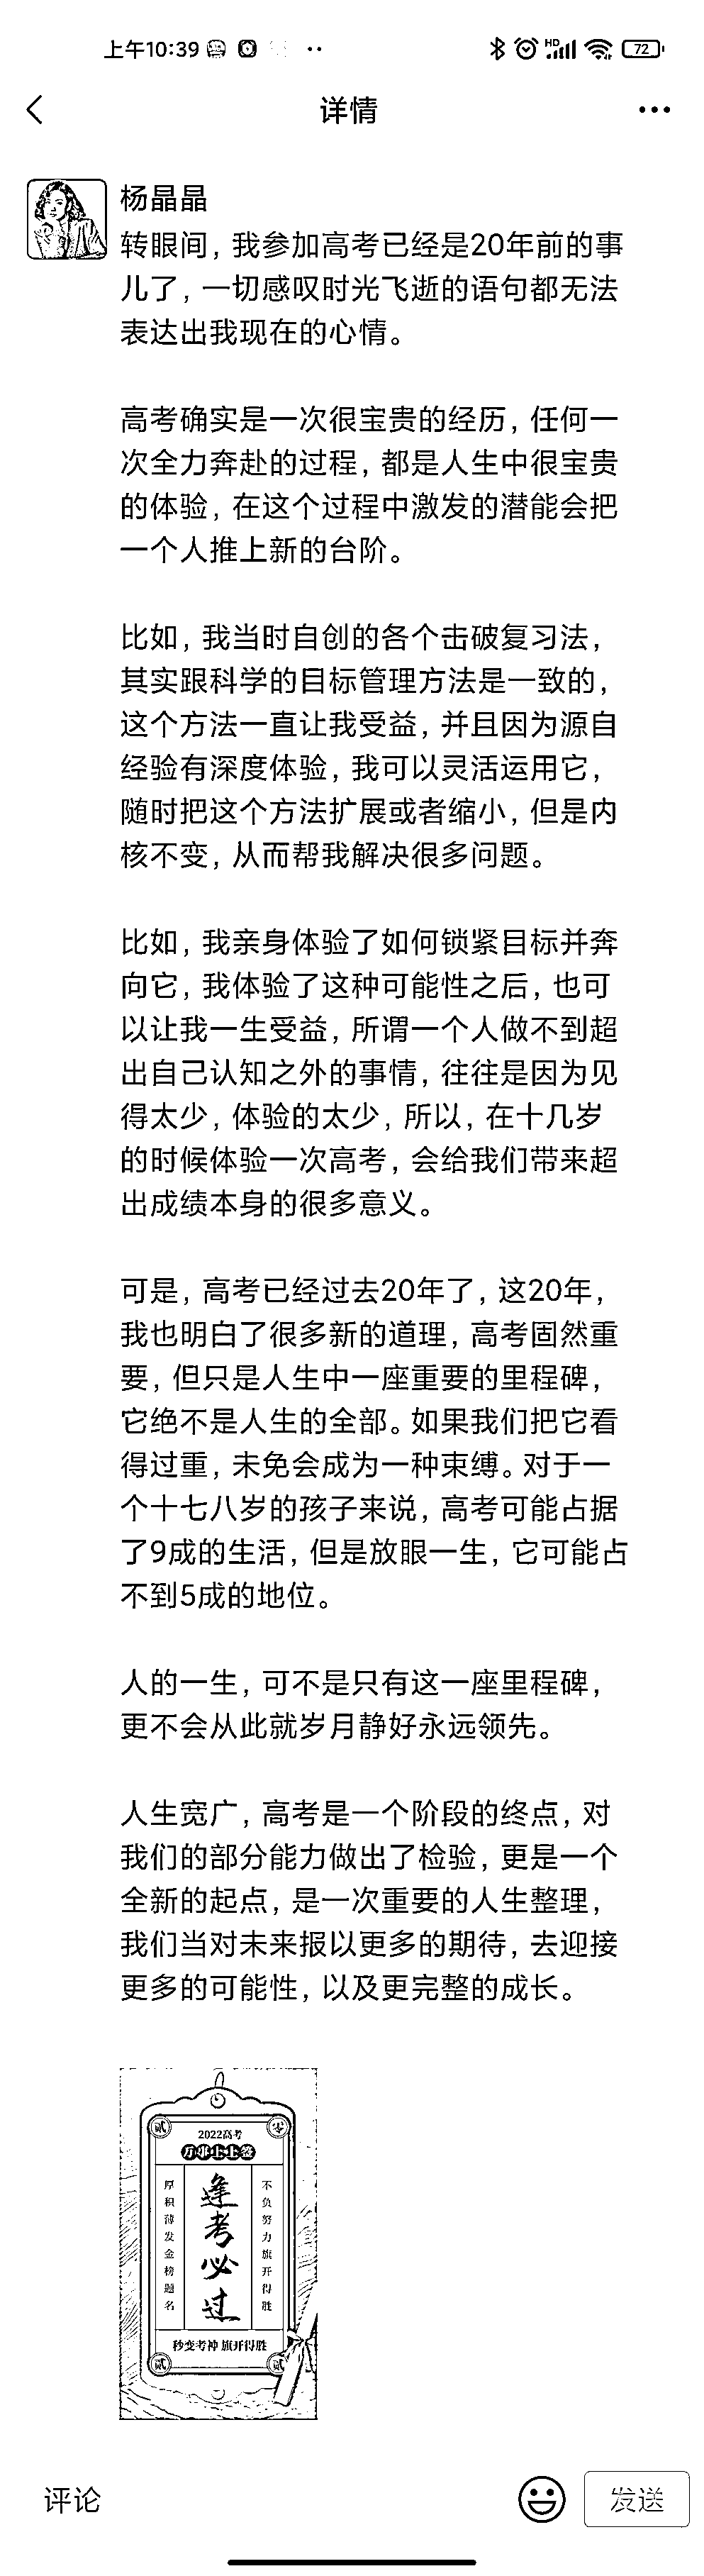 上午10:39
HD
72
详情
杨晶晶
转眼间，我参加高考已经是20年前的事
儿了，一切感叹时光飞逝的语句都无法
表达出我现在的心情。
高考确实是一次很宝贵的经历，任何一
次全力奔赴的过程，都是人生中很宝贵
的体验，在这个过程中激发的潜能会把
一个人推上新的台阶。
比如，我当时自创的各个击破复习法，
其实跟科学的目标管理方法是一致的，
这个方法一直让我受益，并且因为源自
经验有深度体验，我可以灵活运用它，
随时把这个方法扩展或者缩小，但是内
核不变，从而帮我解决很多问题。
比如，我亲身体验了如何锁紧目标并奔
向它，我体验了这种可能性之后，也可
以让我一生受益，所谓一个人做不到超
出自己认知之外的事情，往往是因为见
得太少，体验的太少，所以，在十几岁
的时候体验一次高考，会给我们带来超
出成绩本身的很多意义。
可是，高考已经过去20年了，这20年，
我也明白了很多新的道理，高考固然重
要，但只是人生中一座重要的里程碑，
它绝不是人生的全部。如果我们把它看
得过重，未免会成为一种束缚。对于一
个十七八岁的孩子来说，高考可能占据
了9成的生活，但是放眼一生，它可能占
不到5成的地位。
人的一生，可不是只有这一座里程碑，
更不会从此就岁月静好永远领先。
人生宽广，高考是一个阶段的终点，对
我们的部分能力做出了检验，更是一个
全新的起点，是一次重要的人生整理，
我们当对未来报以更多的期待，去迎接
更多的可能性，以及更完整的成长。
贰 零
2022高考
万事上上签
厚积薄发金榜题名
逢考必过
不负努力旗开得胜
秒变考神 旗开得胜
贰 贰
评论
发送